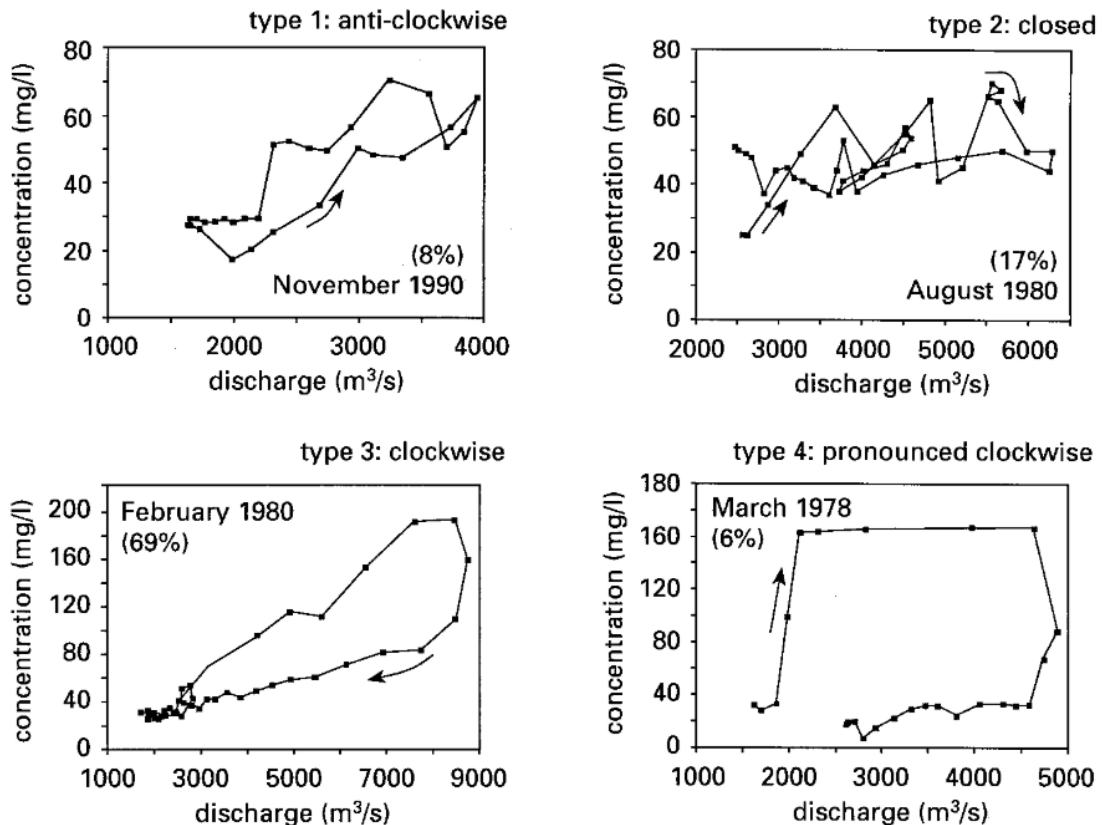 type 1: anti-clockwise
concentration (mg/l)
80
60
40
20
0
(8%)
November 1990
1000 2000 3000 4000
discharge (m³/s)
type 2: closed
concentration (mg/l)
80
60
40
20
0
(17%)
August 1980
2000 3000 4000 5000 6000
discharge (m³/s)
type 3: clockwise
concentration (mg/l)
200
160
120
80
40
0
February 1980
(69%)
1000 3000 5000 7000 9000
discharge (m³/s)
type 4: pronounced clockwise
concentration (mg/l)
180
160
120
80
40
0
March 1978
(6%)
1000 2000 3000 4000 5000
discharge (m³/s)